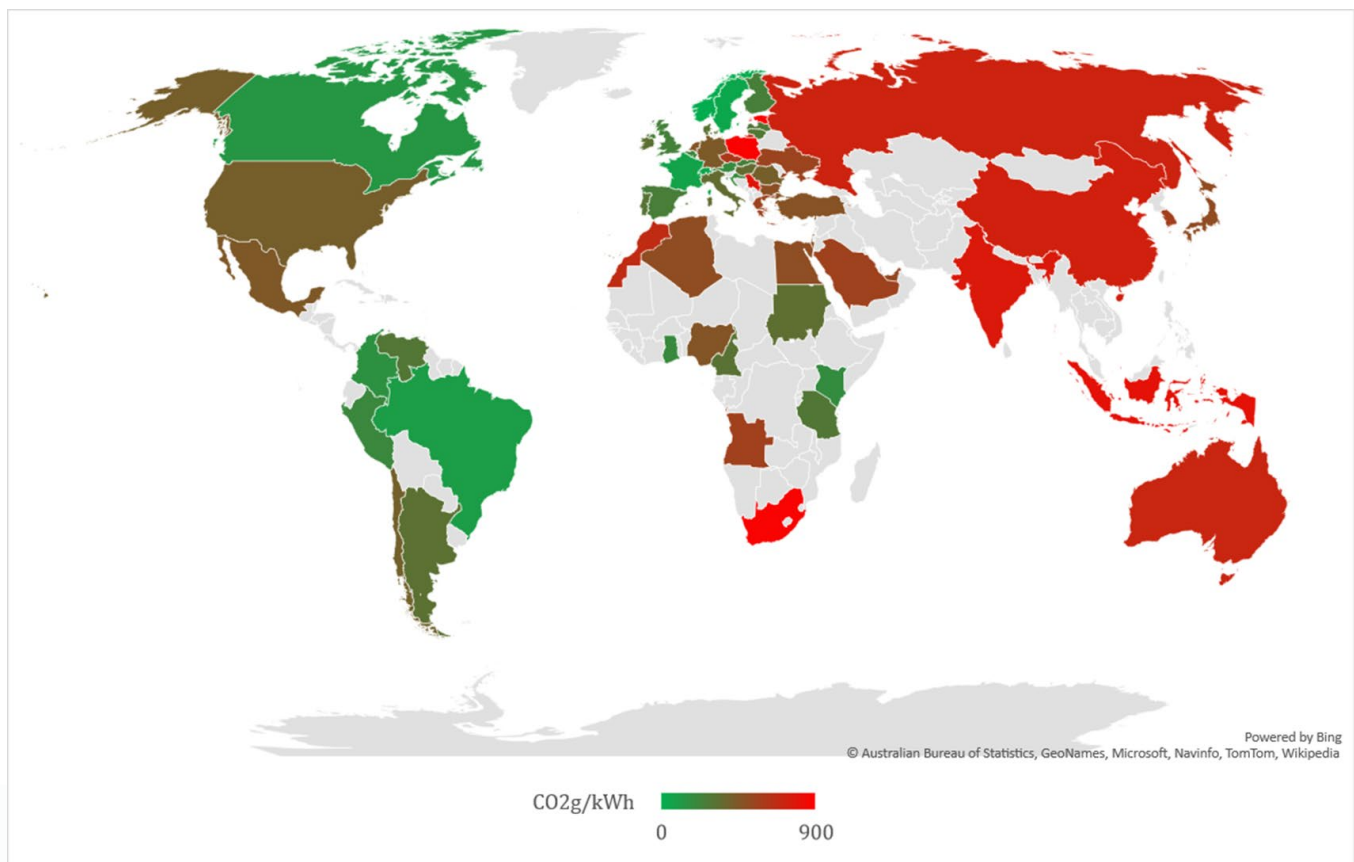 Powered by Bing
© Australian Bureau of Statistics, GeoNames, Microsoft, Navinfo, TomTom, Wikipedia
CO2g/kWh
0 900